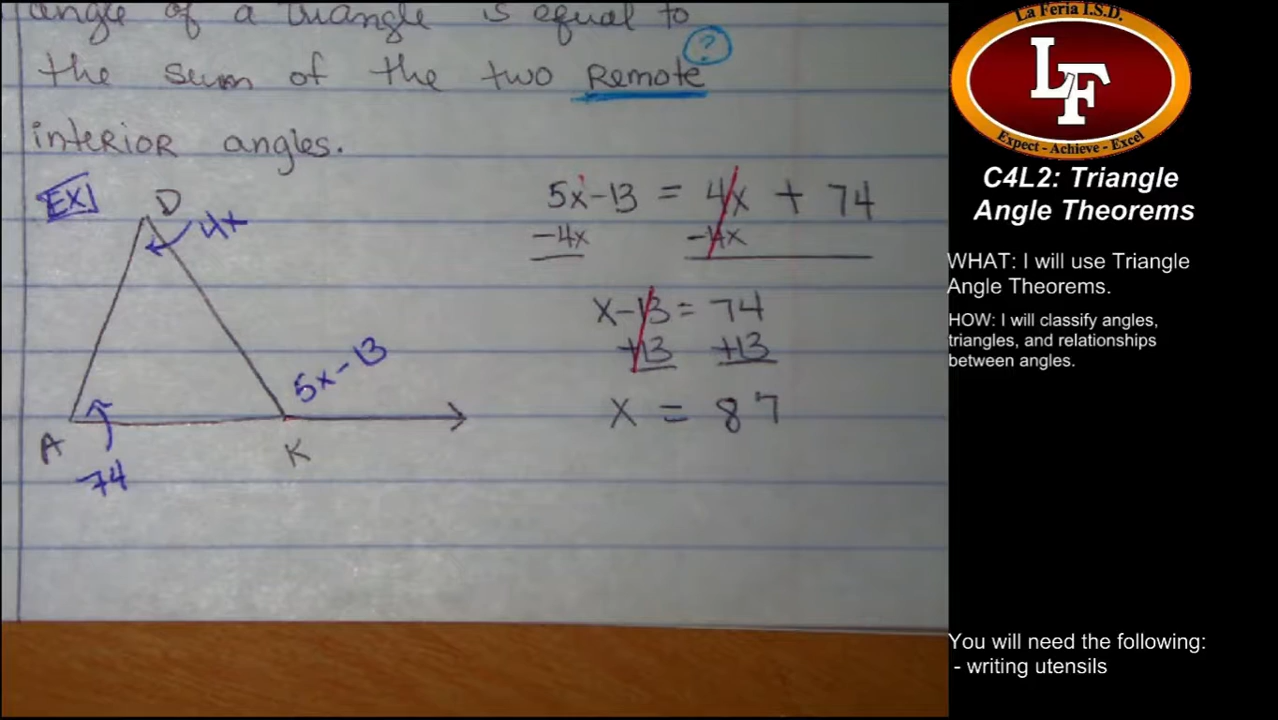 angle of a triangle is equal to
?
the sum of the two Remote
interior angles.
EX1
D
4x
5x-13
A
74
K
5x-13 = 4x + 74
-4x -4x
x-13 = 74
+13 +13
x = 87
La Feria I.S.D.
LF
Expect - Achieve - Excel
C4L2: Triangle
Angle Theorems
WHAT: I will use Triangle
Angle Theorems.
HOW: I will classify angles,
triangles, and relationships
between angles.
You will need the following:
- writing utensils